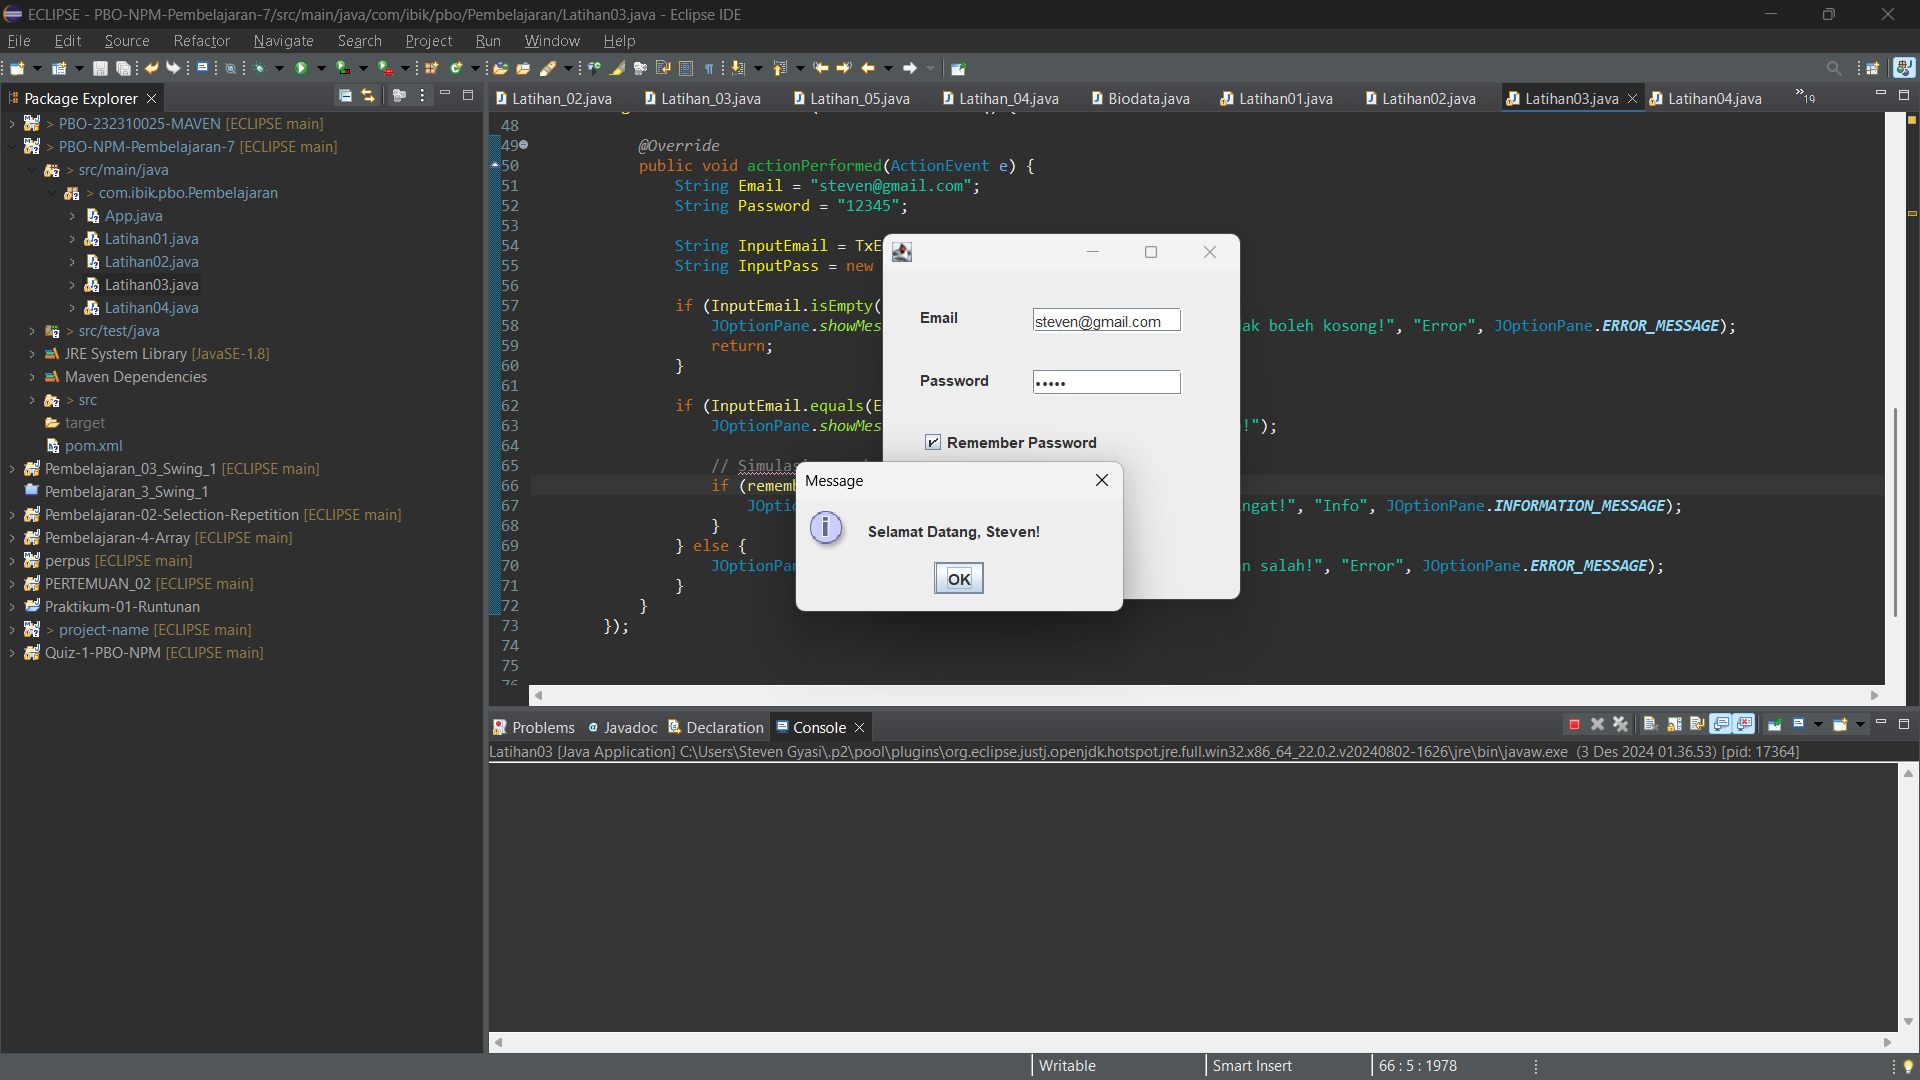 ECLIPSE - PBO-NPM-Pembelajaran-7/src/main/java/com/ibik/pbo/Pembelajaran/Latihan03.java - Eclipse IDE
File Edit Source Refactor Navigate Search Project Run Window Help
Package Explorer
PBO-232310025-MAVEN [ECLIPSE main]
> PBO-NPM-Pembelajaran-7 [ECLIPSE main]
> src/main/java
> com.ibik.pbo.Pembelajaran
App.java
Latihan01.java
Latihan02.java
Latihan03.java
Latihan04.java
> src/test/java
JRE System Library [JavaSE-1.8]
Maven Dependencies
> src
target
pom.xml
Pembelajaran_03_Swing_1 [ECLIPSE main]
Pembelajaran_3_Swing_1
Pembelajaran-02-Selection-Repetition [ECLIPSE main]
Pembelajaran-4-Array [ECLIPSE main]
perpus [ECLIPSE main]
PERTEMUAN_02 [ECLIPSE main]
Praktikum-01-Runtunan
> project-name [ECLIPSE main]
Quiz-1-PBO-NPM [ECLIPSE main]
Latihan_02.java Latihan_03.java Latihan_05.java Latihan_04.java Biodata.java Latihan01.java Latihan02.java Latihan03.java Latihan04.java »19
48
49 @Override
50 public void actionPerformed(ActionEvent e) {
51 String Email = "steven@gmail.com";
52 String Password = "12345";
53
54 String InputEmail =
55 String InputPass = new
56
57 if (InputEmail.isEmpty(
58 JOptionPane. boleh kosong!", "Error", JOptionPane.ERROR_MESSAGE);
59 return;
60 }
61
62 if (InputEmail.equals(
63 JOptionPane. !");
64
65 //
66 if (
67 "Info", JOptionPane.INFORMATION_MESSAGE);
68 }
69 } else {
70 salah!", "Error", JOptionPane.ERROR_MESSAGE);
71 }
72 }
73 });
74
75
Email
steven@gmail.com
Password
•••••
Remember Password
Message
Selamat Datang, Steven!
OK
Problems Javadoc Declaration Console
Latihan03 [Java Application] C:\Users\Steven Gyasi\.p2\pool\plugins\org.eclipse.justj.openjdk.hotspot.jre.full.win32.x86_64_22.0.2.v20240802-1626\jre\bin\javaw.exe (3 Des 2024 01.36.53) [pid: 17364]
Writable Smart Insert 66 : 5 : 1978